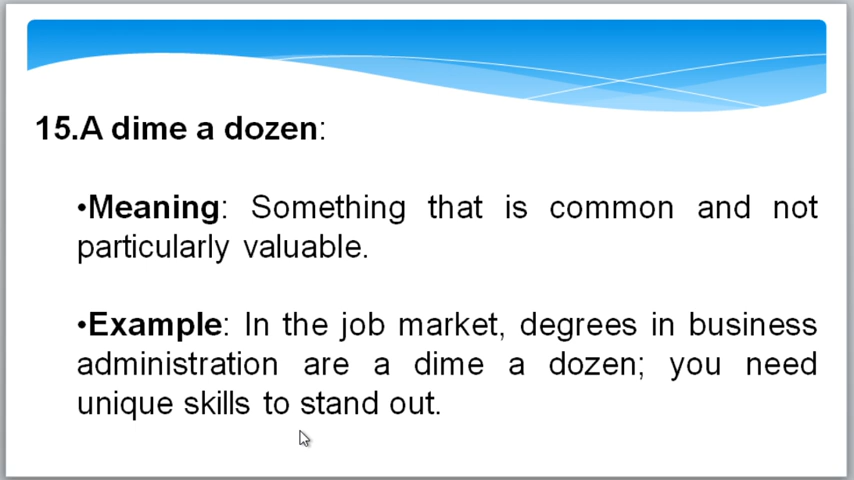 15.A dime a dozen:
•Meaning: Something that is common and not
particularly valuable.
•Example: In the job market, degrees in business
administration are a dime a dozen; you need
unique skills to stand out.